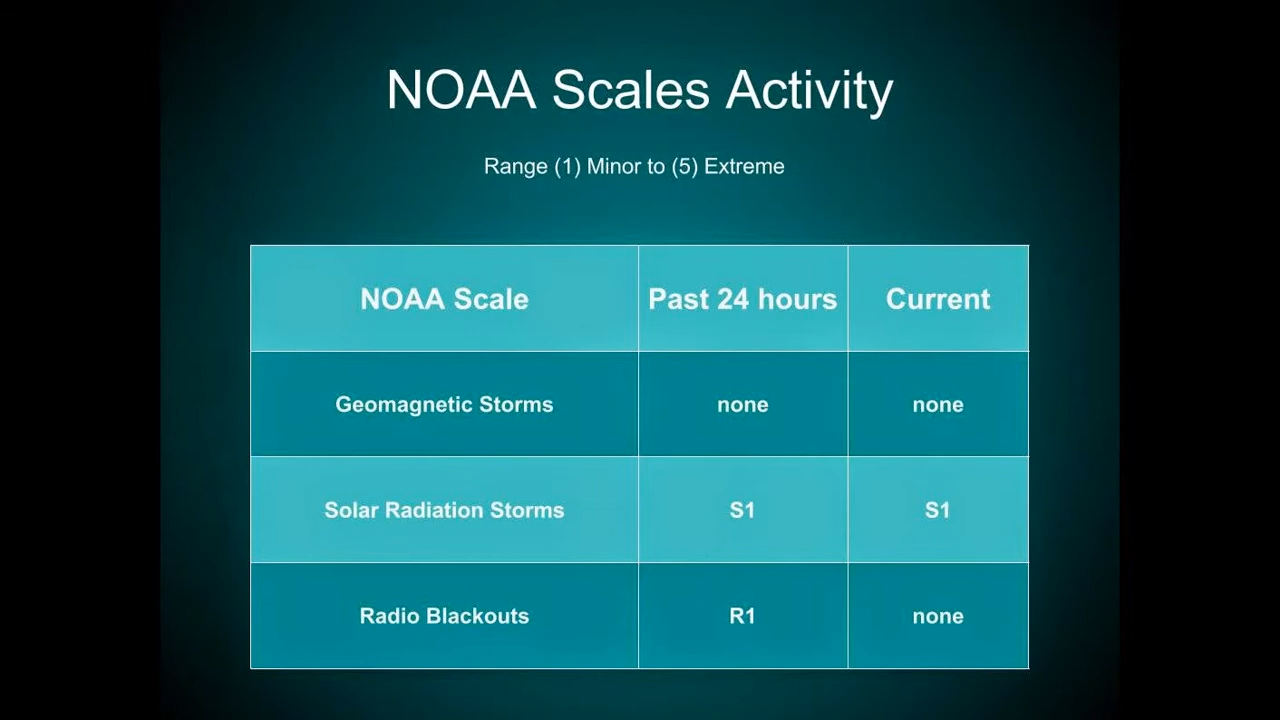 NOAA Scales Activity
Range (1) Minor to (5) Extreme
NOAA Scale Past 24 hours Current
Geomagnetic Storms none none
Solar Radiation Storms S1 S1
Radio Blackouts R1 none